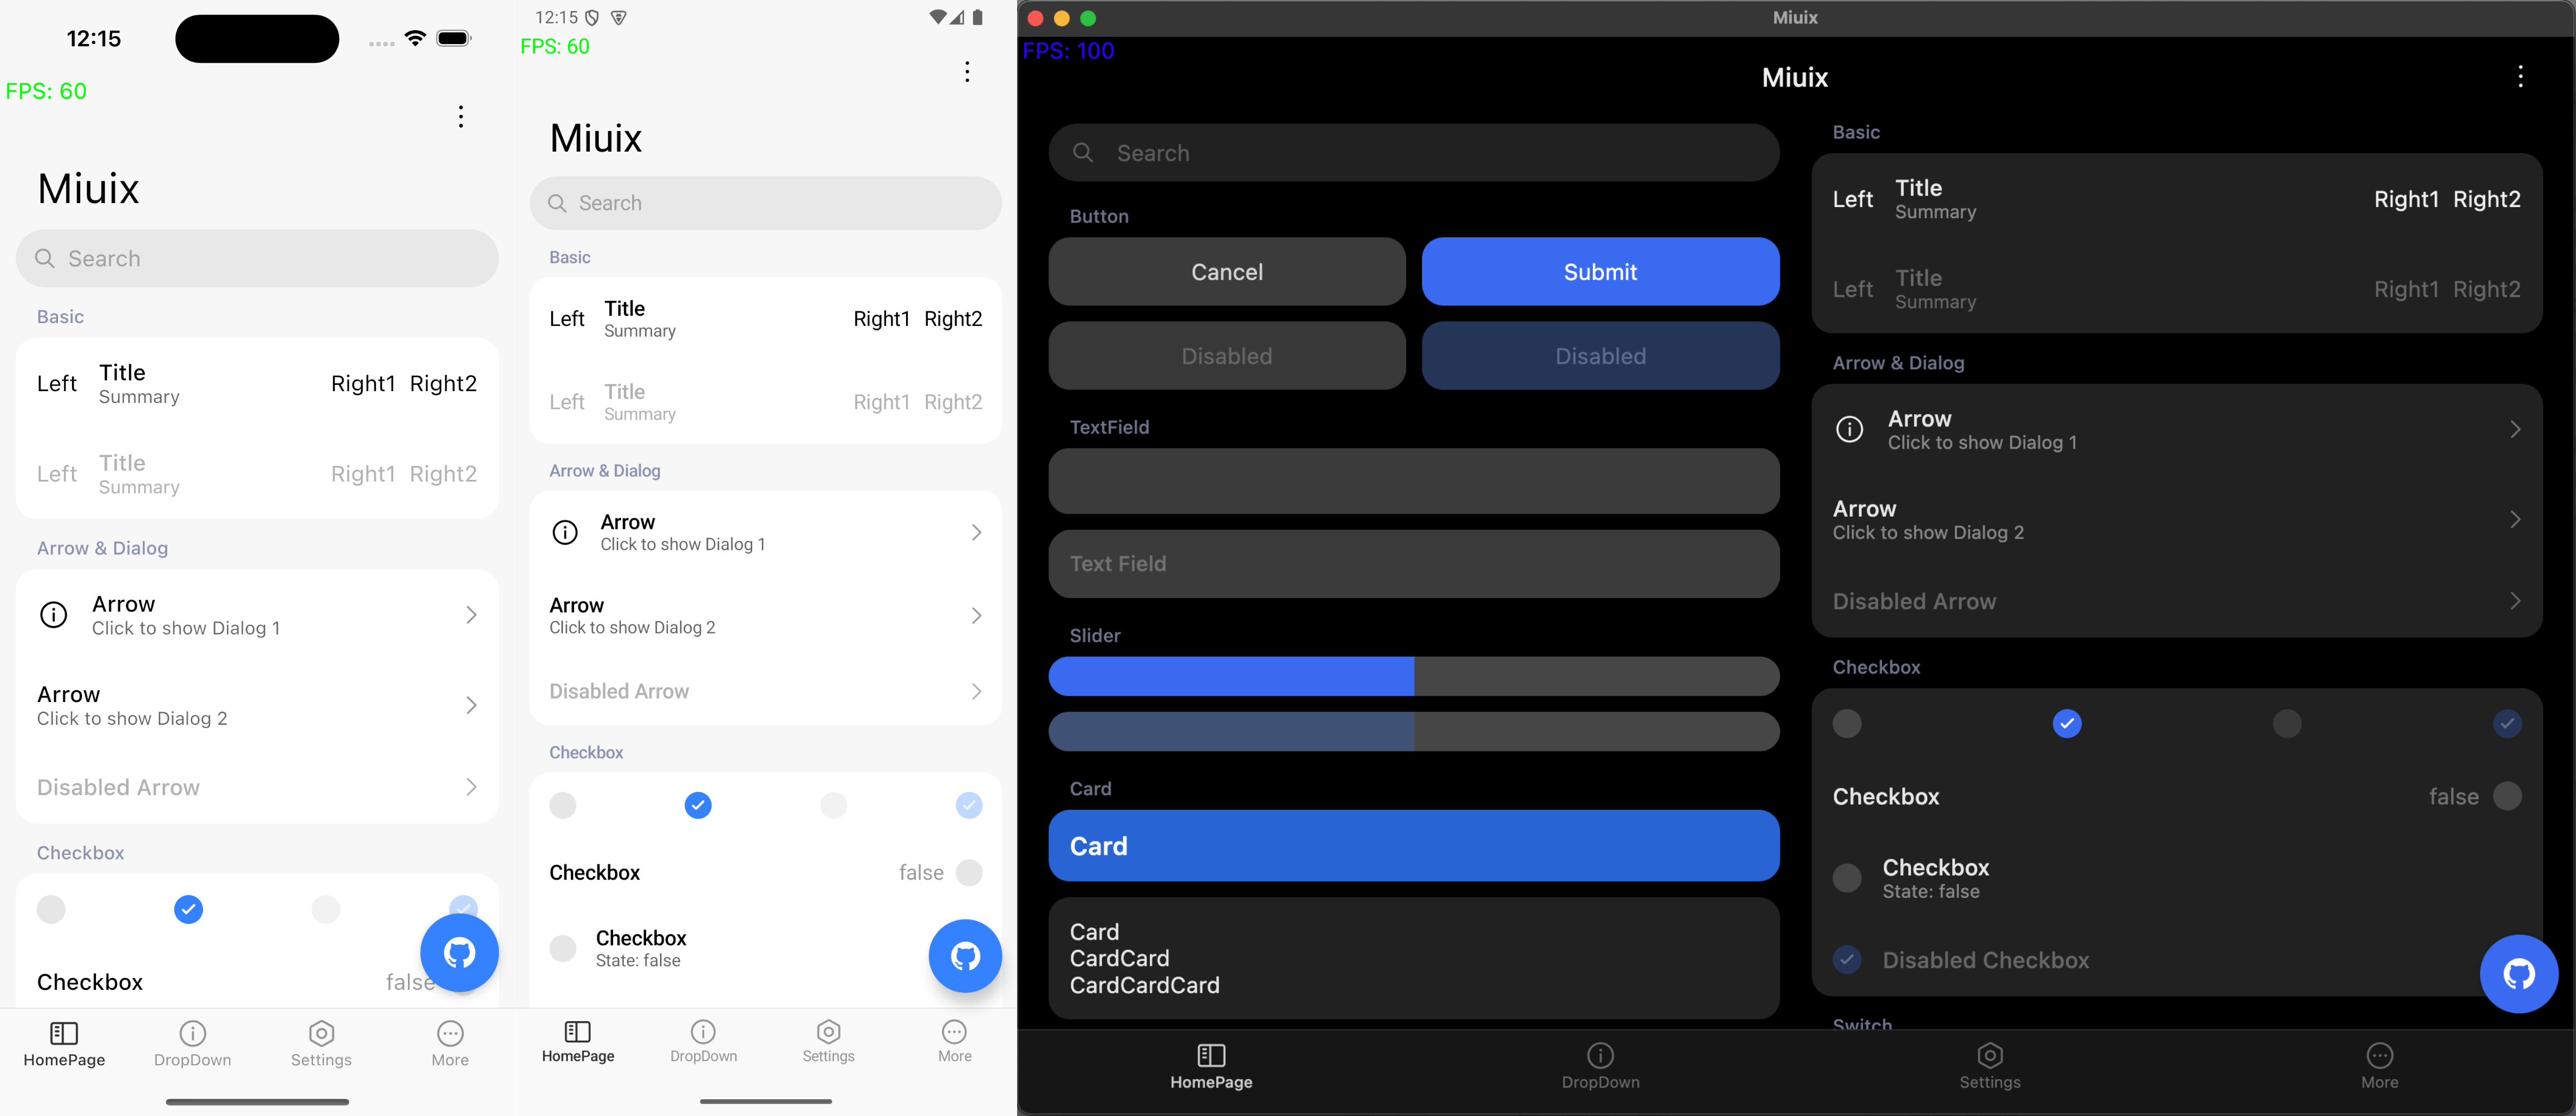 12:15
FPS: 60
Miuix
Search
Basic
Left Title Right1 Right2
Summary
Left Title Right1 Right2
Summary
Arrow & Dialog
Arrow
Click to show Dialog 1
Arrow
Click to show Dialog 2
Disabled Arrow
Checkbox
Checkbox false
HomePage DropDown Settings More
12:15
FPS: 60
Miuix
Search
Basic
Left Title Right1 Right2
Summary
Left Title Right1 Right2
Summary
Arrow & Dialog
Arrow
Click to show Dialog 1
Arrow
Click to show Dialog 2
Disabled Arrow
Checkbox
Checkbox false
Checkbox
State: false
HomePage DropDown Settings More
Miuix
FPS: 100
Miuix
Search
Button
Cancel Submit
Disabled Disabled
TextField
Text Field
Slider
Card
Card
Card
CardCard
CardCardCard
Basic
Left Title Right1 Right2
Summary
Left Title Right1 Right2
Summary
Arrow & Dialog
Arrow
Click to show Dialog 1
Arrow
Click to show Dialog 2
Disabled Arrow
Checkbox
Checkbox false
Checkbox
State: false
Disabled Checkbox
Switch
HomePage DropDown Settings More